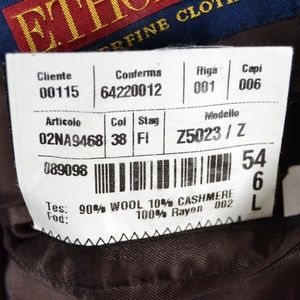 E.THO
ERFINE CLOTH
Cliente Conferma Riga Capi
00115 64220012 001 006
Articolo Col Stag Modello
02NA9468 38 FI Z5023 / Z
089098
54
6
L
Tes: 90% WOOL 10% CASHMERE
Fod: 100% Rayon 002